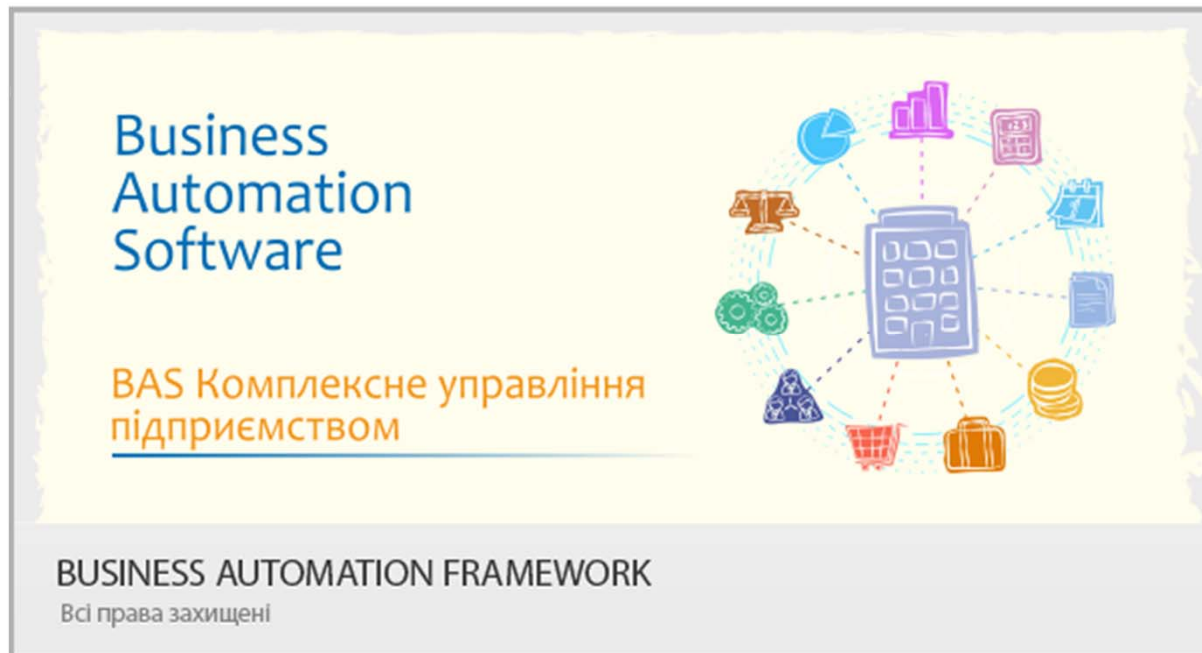 Business
Automation
Software
BAS Комплексне управління
підприємством
BUSINESS AUTOMATION FRAMEWORK
Всі права захищені